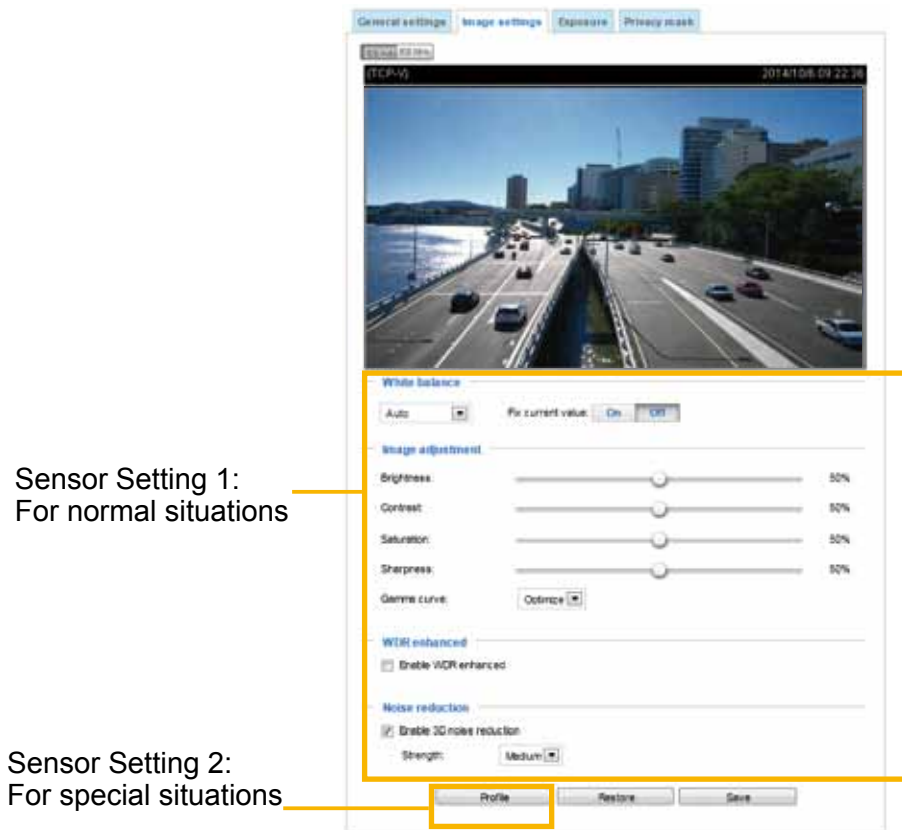 General settings Image settings Exposure Privacy mask
(TCP-V) 2014/10/6 09:22:36
White balance
Auto Fix current value: On Off
Image adjustment
Brightness: 50%
Contrast: 50%
Saturation: 50%
Sharpness: 50%
Gamma curve: Optimize
WDR enhanced
Enable WDR enhanced
Noise reduction
Enable 3D noise reduction
Strength: Medium
Profile Restore Save
Sensor Setting 1:
For normal situations
Sensor Setting 2:
For special situations